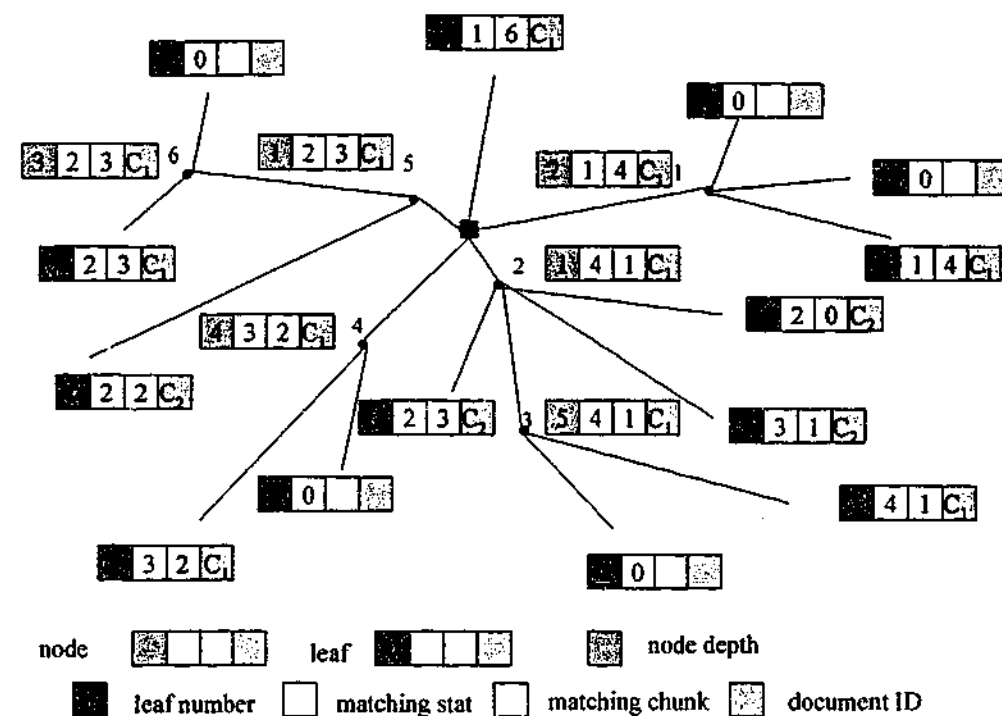 1 6 C1
0
0
3 2 3 C1 6
1 2 3 C1 5
2 1 4 C1 1
0
2 3 C1
2
1 4 1 C1
1 4 C1
2 0 C2
4 3 2 C1 4
2 2 C2
2 3 C2
3
5 4 1 C1
3 1 C2
0
4 1 C1
3 2 C1
0
node
leaf
node depth
leaf number
matching stat
matching chunk
document ID